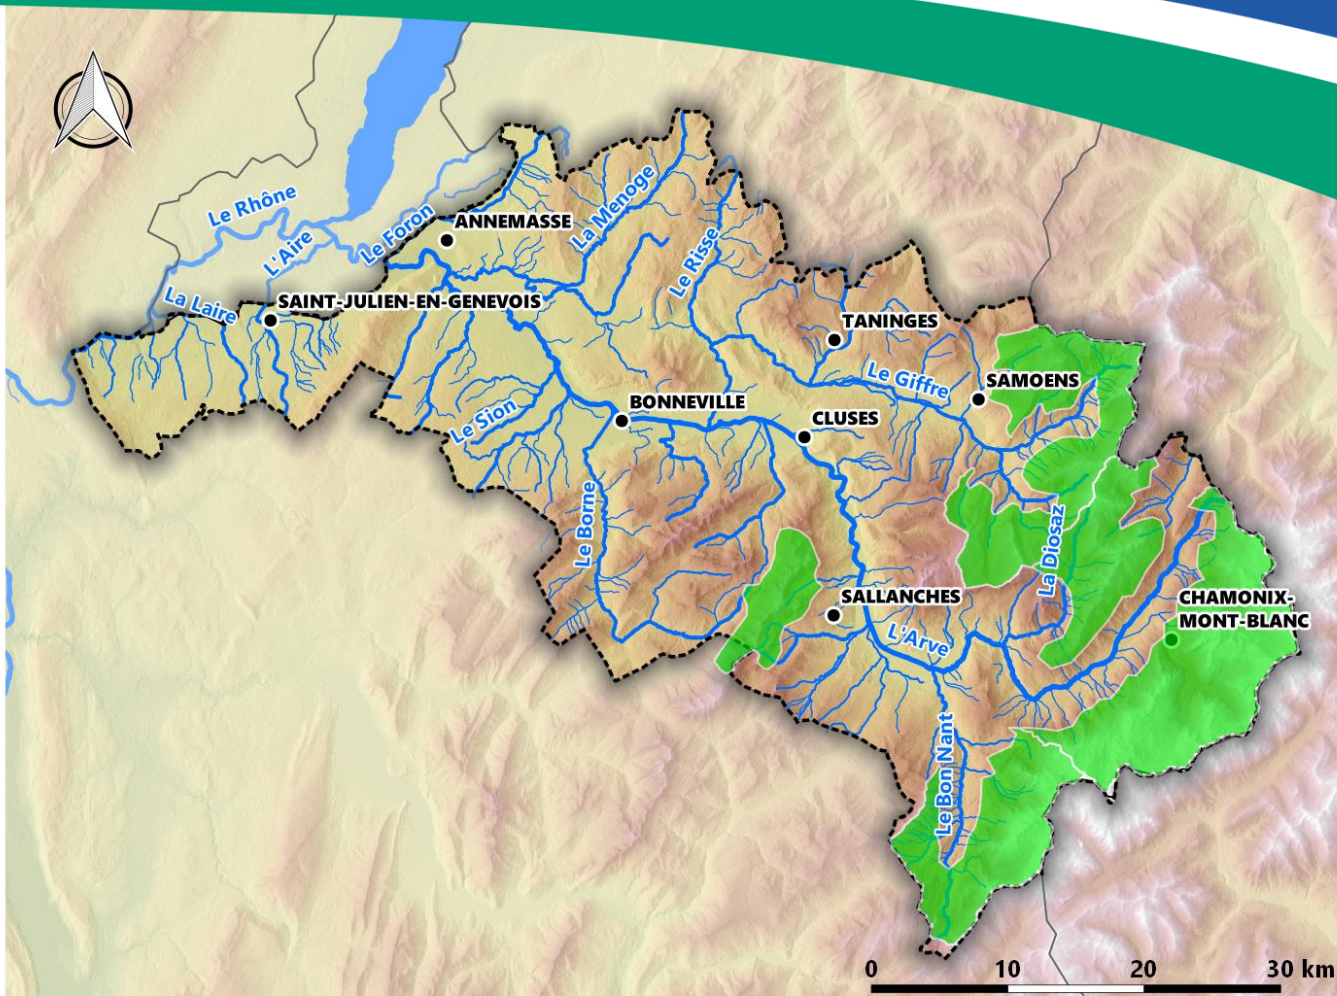 Le Rhône
L'Aire
Le Foron
ANNEMASSE
La Menoge
Le Risse
La Laire
SAINT-JULIEN-EN-GENEVOIS
TANINGES
Le Giffre
SAMOENS
Le Sion
BONNEVILLE
CLUSES
Le Borne
La Diosaz
SALLANCHES
CHAMONIX-
MONT-BLANC
L'Arve
Le Bon Nant
0 10 20 30 km